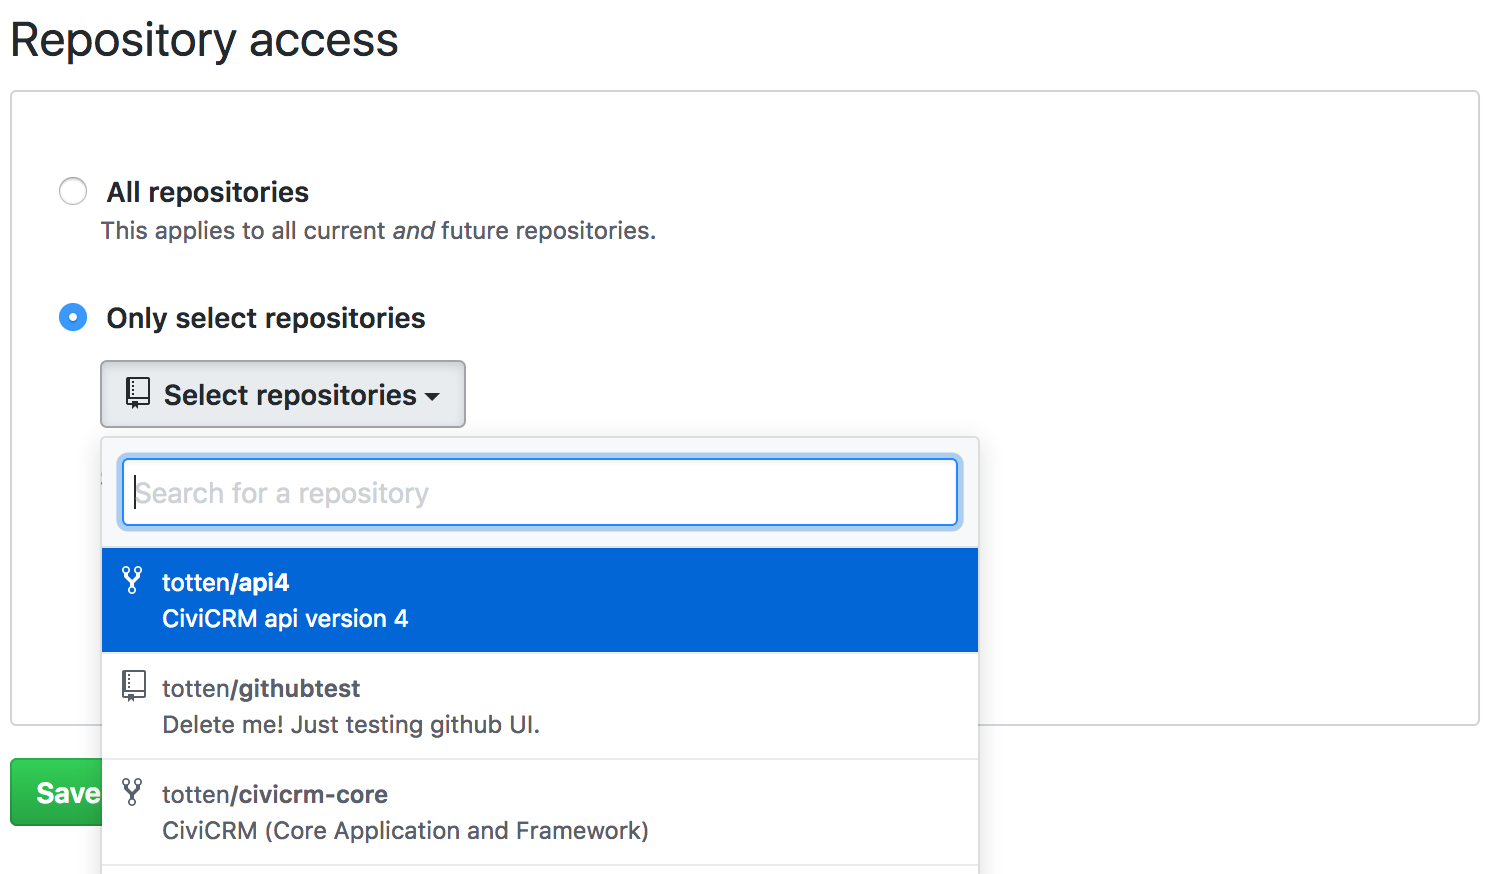 Repository access
All repositories
This applies to all current and future repositories.
Only select repositories
Select repositories
Search for a repository
totten/api4
CiviCRM api version 4
totten/githubtest
Delete me! Just testing github UI.
Save
totten/civicrm-core
CiviCRM (Core Application and Framework)